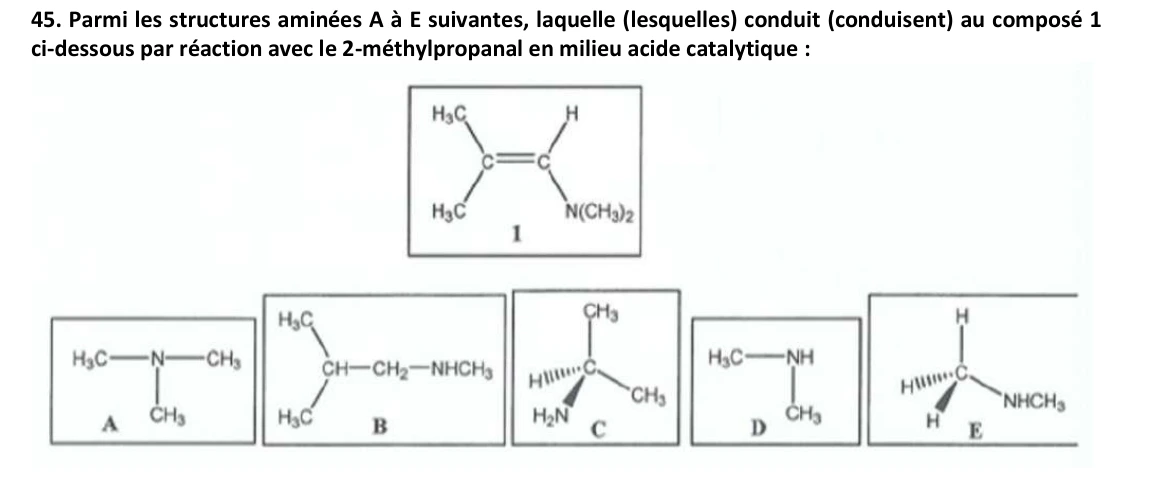 45. Parmi les structures aminées A à E suivantes, laquelle (lesquelles) conduit (conduisent) au composé 1
ci-dessous par réaction avec le 2-méthylpropanal en milieu acide catalytique :
H₃C H
C C
H₃C N(CH₃)₂
1
H₃C N CH₃
CH₃
A
H₃C
CH—CH₂—NHCH₃
H₃C
B
CH₃
H C
CH₃
H₂N
C
H₃C NH
CH₃
D
H
H C
NHCH₃
H
E